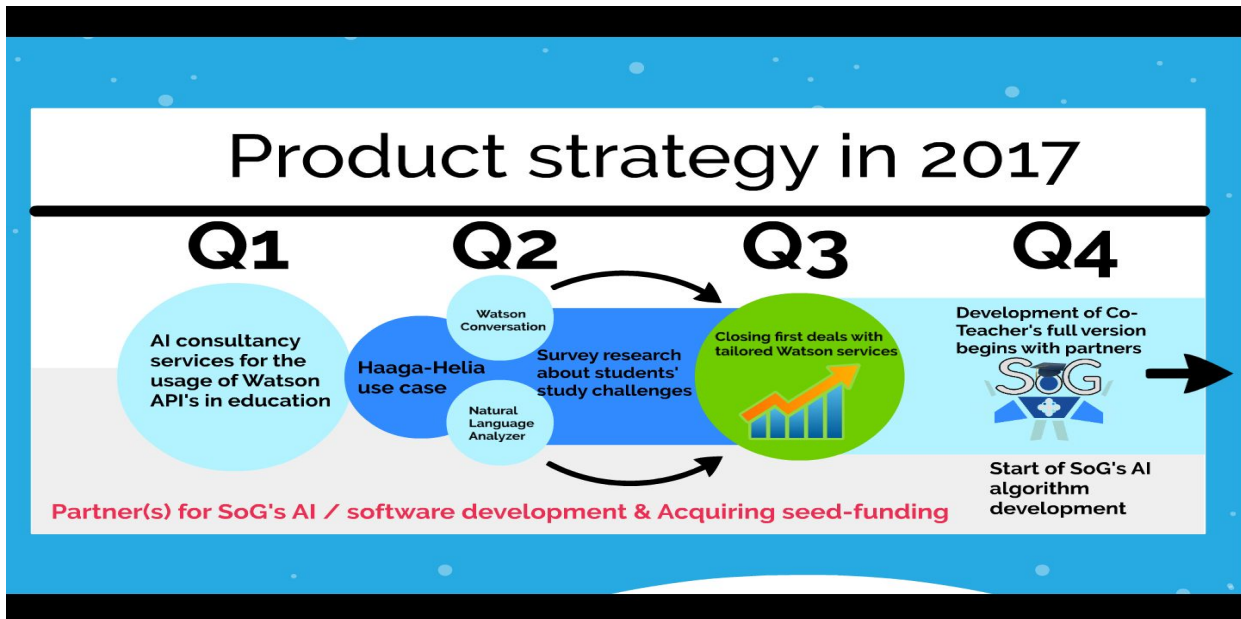 Product strategy in 2017
Q1
Q2
Q3
Q4
AI consultancy
services for the
usage of Watson
API's in education
Haaga-Helia
use case
Watson
Conversation
Natural
Language
Analyzer
Survey research
about students'
study challenges
Closing first deals with
tailored Watson services
Development of Co-
Teacher's full version
begins with partners
SoG
Start of SoG's AI
algorithm
development
Partner(s) for SoG's AI / software development & Acquiring seed-funding